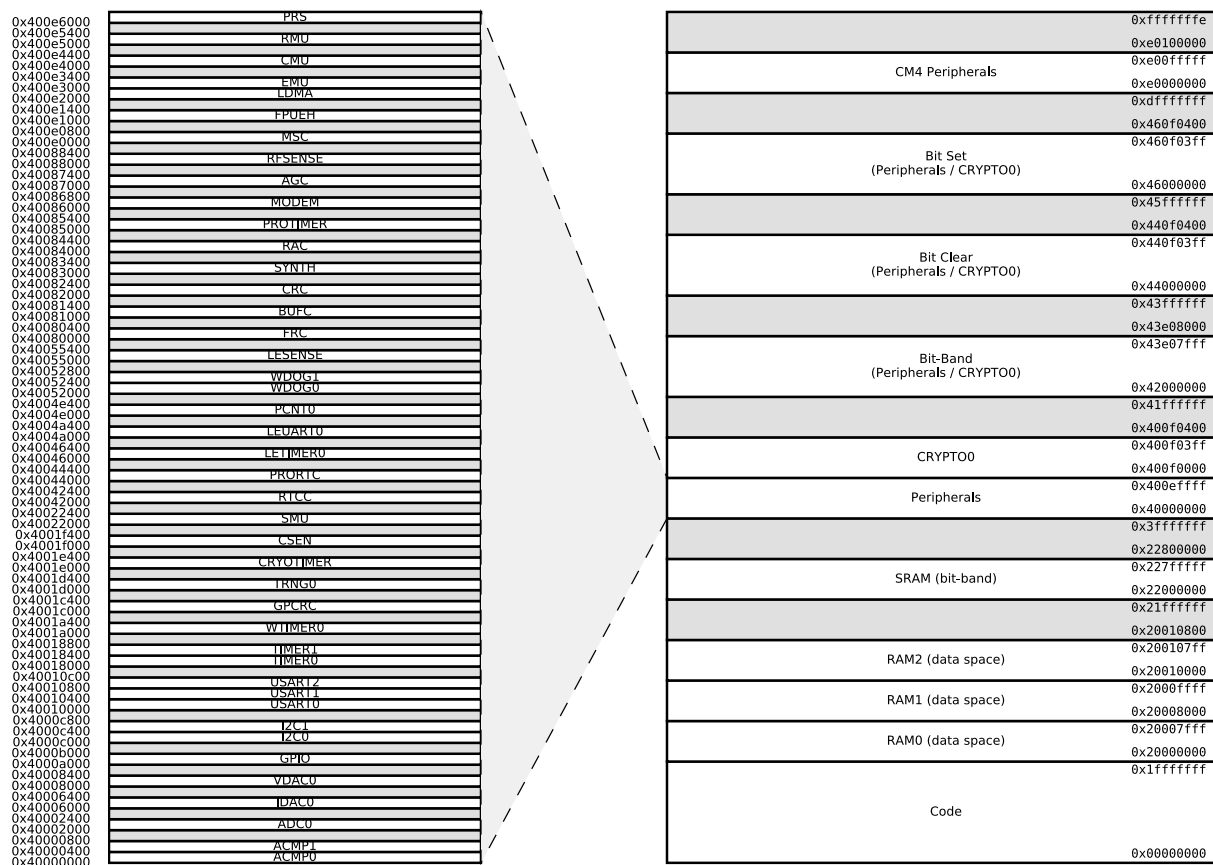 0x400e6000
0x400e5400
0x400e5000
0x400e4400
0x400e4000
0x400e3400
0x400e3000
0x400e2000
0x400e1400
0x400e1000
0x400e0800
0x400e0000
0x40088400
0x40088000
0x40087400
0x40087000
0x40086800
0x40086000
0x40085400
0x40085000
0x40084400
0x40084000
0x40083400
0x40083000
0x40082400
0x40082000
0x40081400
0x40081000
0x40080400
0x40080000
0x40055400
0x40055000
0x40052800
0x40052400
0x40052000
0x4004e400
0x4004e000
0x4004a400
0x4004a000
0x40046400
0x40046000
0x40044400
0x40044000
0x40042400
0x40042000
0x40022400
0x40022000
0x4001f400
0x4001f000
0x4001e400
0x4001e000
0x4001d400
0x4001d000
0x4001c400
0x4001c000
0x4001a400
0x4001a000
0x40018800
0x40018400
0x40018000
0x40010c00
0x40010800
0x40010400
0x40010000
0x4000c800
0x4000c400
0x4000c000
0x4000b000
0x4000a000
0x40008400
0x40008000
0x40006400
0x40006000
0x40002400
0x40002000
0x40000800
0x40000400
0x40000000
PRS
RMU
CMU
EMU
LDMA
FPUEH
MSC
RFSENSE
AGC
MODEM
PROTIMER
RAC
SYNTH
CRC
BUFC
FRC
LESENSE
WDOG1
WDOG0
PCNT0
LEUART0
LETIMER0
PRORTC
RTCC
SMU
CSEN
CRYOTIMER
TRNG0
GPCRC
WTIMER0
TIMER1
TIMER0
USART2
USART1
USART0
I2C1
I2C0
GPIO
VDAC0
IDAC0
ADC0
ACMP1
ACMP0
0xfffffffe
0xe0100000
0xe00fffff
CM4 Peripherals
0xe0000000
0xdfffffff
0x460f0400
0x460f03ff
Bit Set
(Peripherals / CRYPTO0)
0x46000000
0x45ffffff
0x440f0400
0x440f03ff
Bit Clear
(Peripherals / CRYPTO0)
0x44000000
0x43ffffff
0x43e08000
0x43e07fff
Bit-Band
(Peripherals / CRYPTO0)
0x42000000
0x41ffffff
0x400f0400
0x400f03ff
CRYPTO0
0x400f0000
0x400effff
Peripherals
0x40000000
0x3fffffff
0x22800000
0x227fffff
SRAM (bit-band)
0x22000000
0x21ffffff
0x20010800
0x200107ff
RAM2 (data space)
0x20010000
0x2000ffff
RAM1 (data space)
0x20008000
0x20007fff
RAM0 (data space)
0x20000000
0x1fffffff
Code
0x00000000